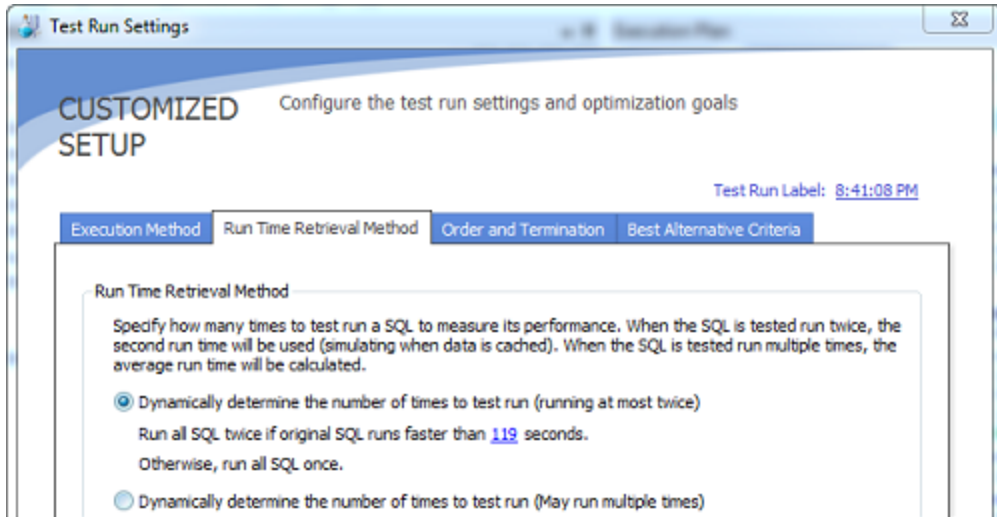 Test Run Settings
CUSTOMIZED
SETUP
Configure the test run settings and optimization goals
Test Run Label: 8:41:08 PM
Execution Method Run Time Retrieval Method Order and Termination Best Alternative Criteria
Run Time Retrieval Method
Specify how many times to test run a SQL to measure its performance. When the SQL is tested run twice, the
second run time will be used (simulating when data is cached). When the SQL is tested run multiple times, the
average run time will be calculated.
Dynamically determine the number of times to test run (running at most twice)
Run all SQL twice if original SQL runs faster than 119 seconds.
Otherwise, run all SQL once.
Dynamically determine the number of times to test run (May run multiple times)